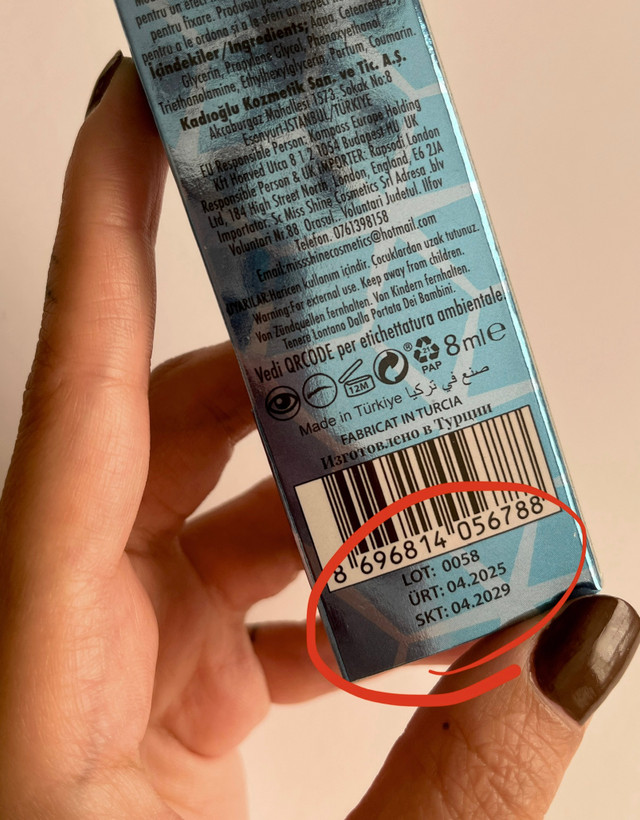 pentru un efect
pentru fixare. Produsul
pentru a le ordona și a le oferi un aspect
İçindekiler/Ingredients; Aqua, Ceteareth-25,
Glycerin, Propylene Glycol, Phenoxyethanol,
Triethanolamine, Ethylhexylglycerin, Parfum, Coumarin.
Kadıoğlu Kozmetik San. ve Tic. A.Ş.
Akcaburgaz Mahallesi 1573. Sokak No:8
Esenyurt-ISTANBUL/TÜRKİYE
EU Responsible Person: Kompass Europe Holding
Kft Honved Utca 8 1 2 1054 Budapest HU UK
Responsible Person & UK IMPORTER: Rapsodi London
Ltd, 184 High Street North, London, England, E6 2JA
Importator: Sc Miss Shine Cosmetics Srl Adresa .blv
Voluntari Nr 88, Orasul. Voluntari Judetul. Ilfov
Telefon. 0761398158
Email:missshinecosmetics@hotmail.com
UYARILAR:Haricen kullanım içindir. Çocuklardan uzak tutunuz.
Warning:For external use. Keep away from children.
Von Zündquellen Fernhalten. Von Kindern fernhalten.
Tenere Lontano Dalla Portata Dei Bambini.
Vedi QRCODE per etichettatura ambientale.
12M ® 21 PAP 8 ml e
Made in Türkiye صنع في تركيا
FABRICAT IN TURCIA
Изготовлено в Турции
8 696814 056788
LOT: 0058
ÜRT: 04.2025
SKT: 04.2029